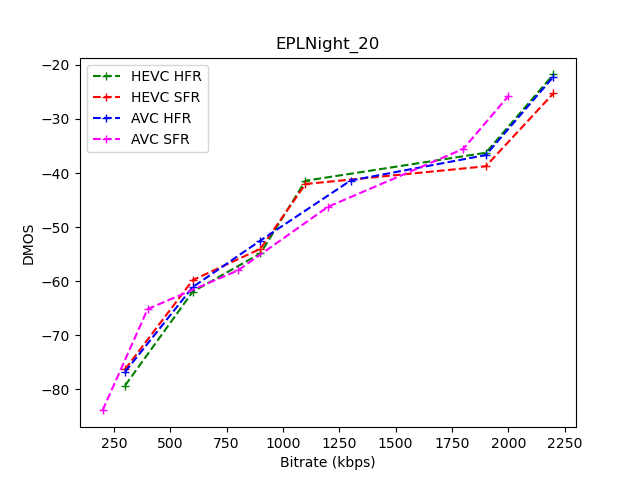 EPLNight_20
HEVC HFR
HEVC SFR
AVC HFR
AVC SFR
DMOS
−20
−30
−40
−50
−60
−70
−80
250 500 750 1000 1250 1500 1750 2000 2250
Bitrate (kbps)